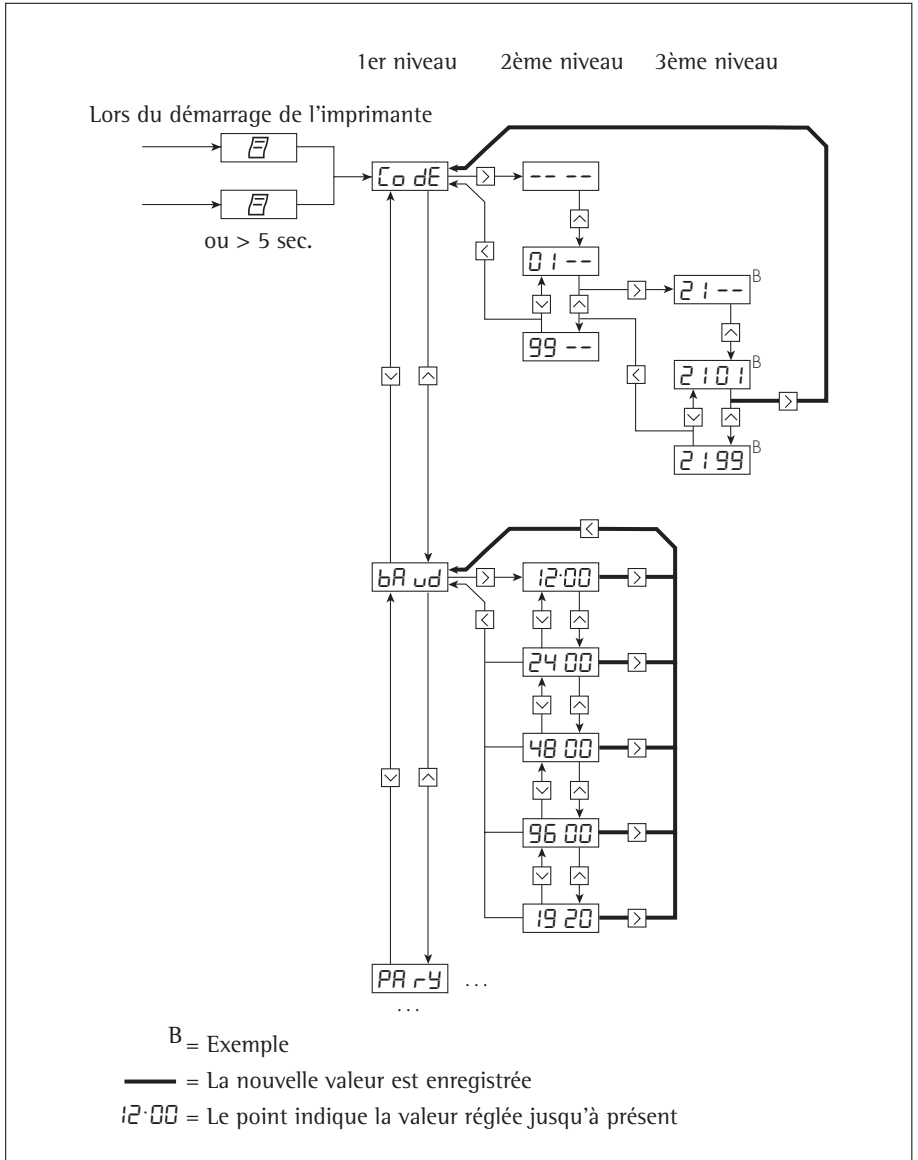 1er niveau 2ème niveau 3ème niveau
Lors du démarrage de l'imprimante
ou > 5 sec.
Co dE
-- --
01 --
99 --
21 -- B
2101 B
2199 B
bA ud
12·00
24 00
48 00
96 00
19 20
PA rY ...
...
B = Exemple
= La nouvelle valeur est enregistrée
12·00 = Le point indique la valeur réglée jusqu'à présent